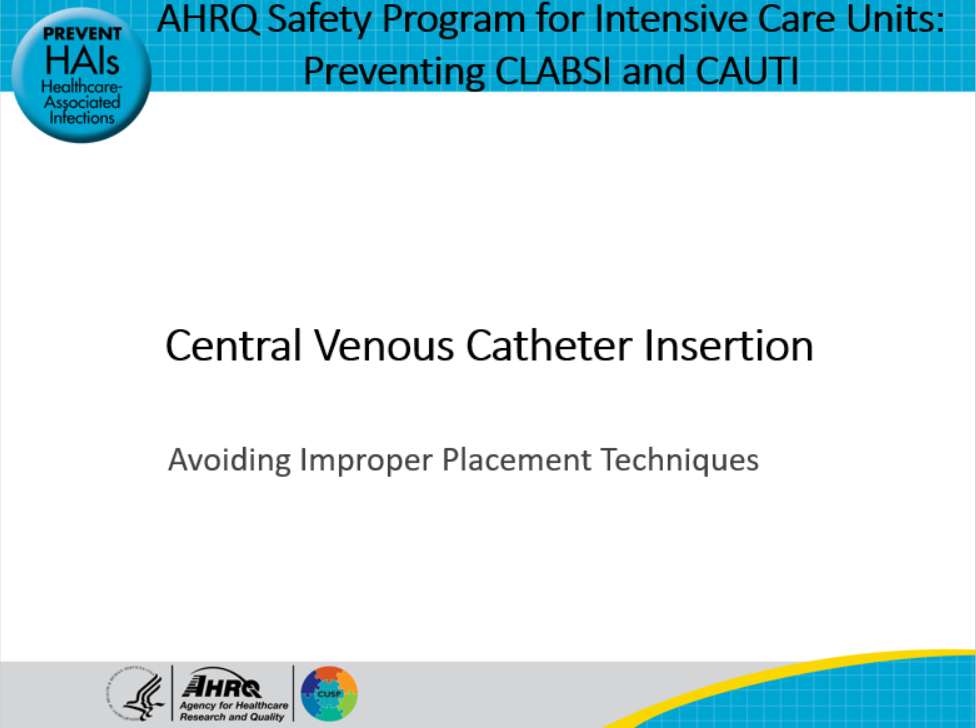 AHRQ Safety Program for Intensive Care Units:
Preventing CLABSI and CAUTI
PREVENT
HAIs
Healthcare-
Associated
Infections
Central Venous Catheter Insertion
Avoiding Improper Placement Techniques
AHRQ
Agency for Healthcare
Research and Quality
CUSP